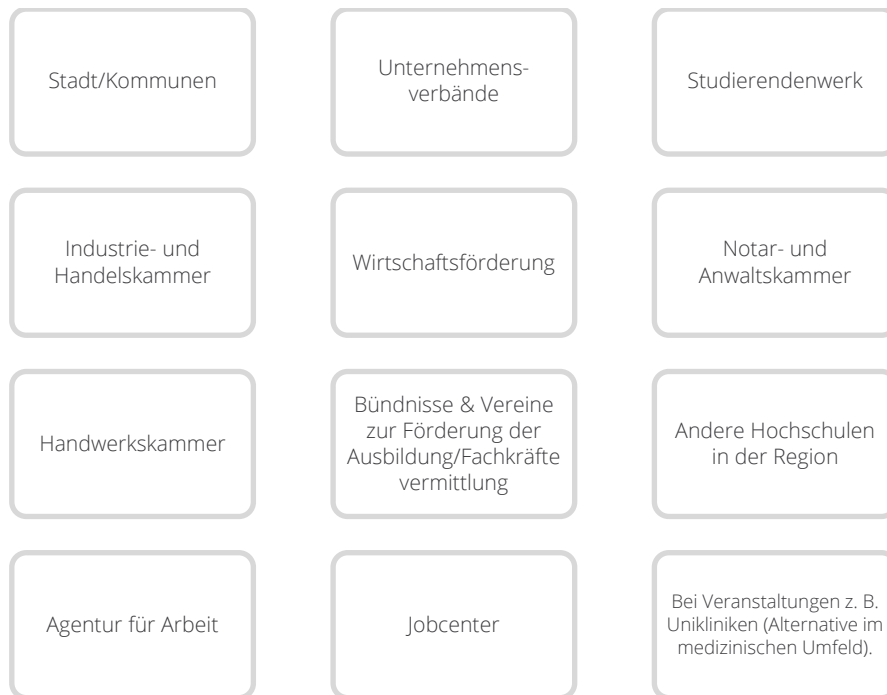 Stadt/Kommunen
Unternehmens-
verbände
Studierendenwerk
Industrie- und
Handelskammer
Wirtschaftsförderung
Notar- und
Anwaltskammer
Handwerkskammer
Bündnisse & Vereine
zur Förderung der
Ausbildung/Fachkräfte
vermittlung
Andere Hochschulen
in der Region
Agentur für Arbeit
Jobcenter
Bei Veranstaltungen z. B.
Unikliniken (Alternative im
medizinischen Umfeld).